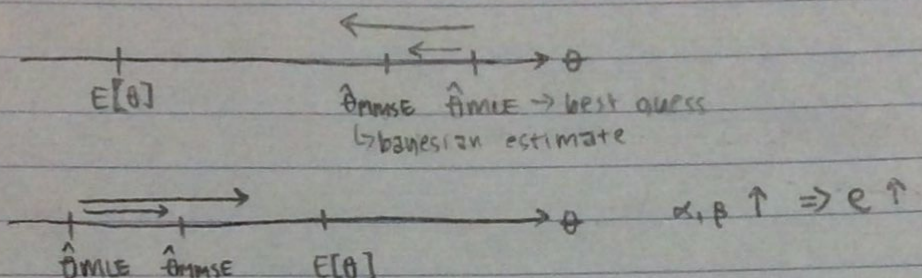 θ
E[θ] θ̂MMSE θ̂MLE → best guess
↳ bayesian estimate
θ α, β ↑ ⇒ e ↑
θ̂MLE θ̂MMSE E[θ]